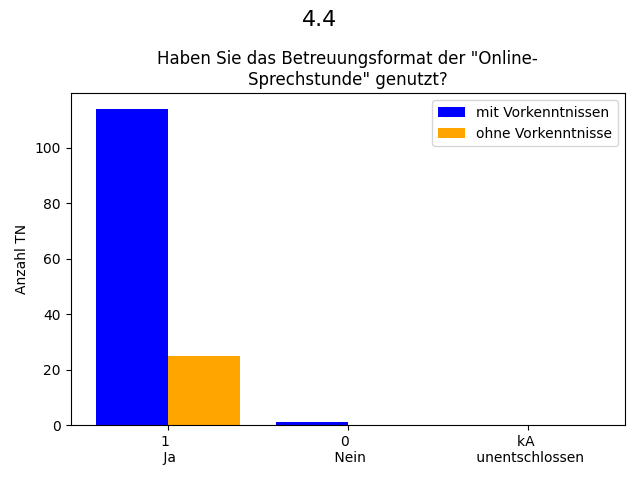 4.4
Haben Sie das Betreuungsformat der "Online-
Sprechstunde" genutzt?
mit Vorkenntnissen
ohne Vorkenntnisse
Anzahl TN
100
80
60
40
20
0
1
Ja
0
Nein
kA
unentschlossen